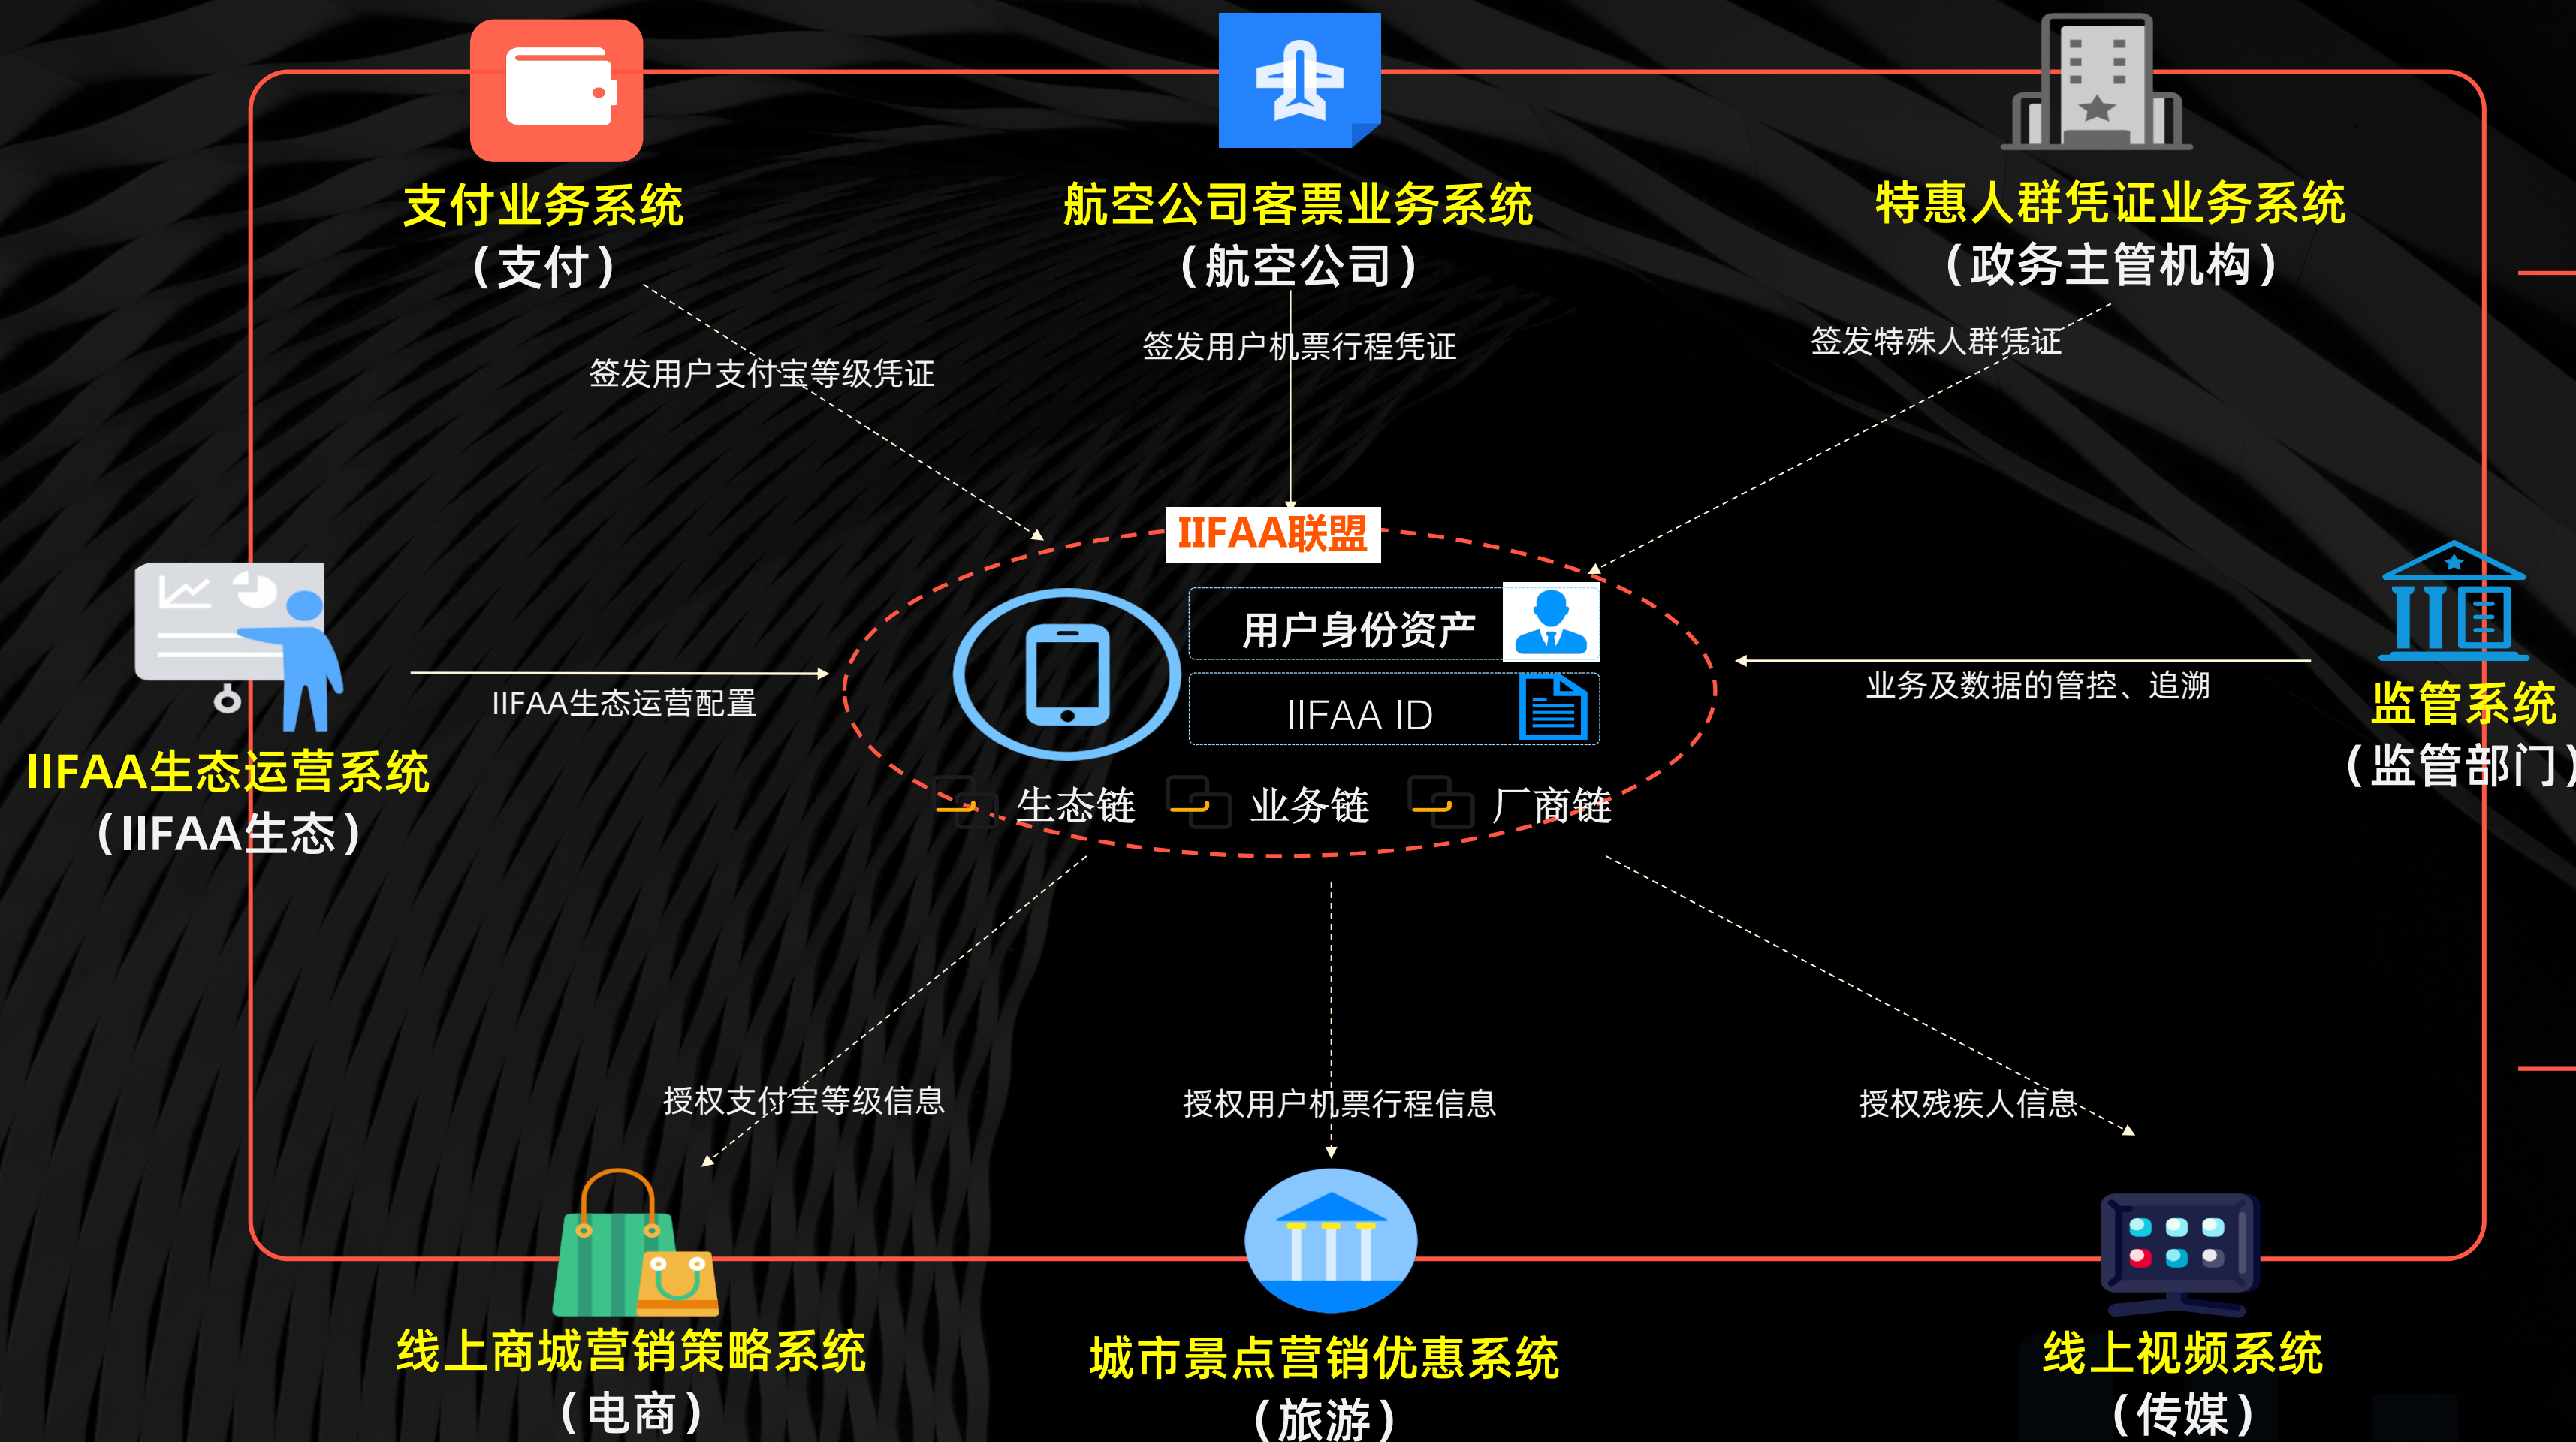 支付业务系统
（支付）
航空公司客票业务系统
（航空公司）
特惠人群凭证业务系统
（政务主管机构）
签发用户支付宝等级凭证
签发用户机票行程凭证
签发特殊人群凭证
IIFAA联盟
用户身份资产
IIFAA ID
生态链
业务链
厂商链
IIFAA生态运营配置
IIFAA生态运营系统
（IIFAA生态）
业务及数据的管控、追溯
监管系统
（监管部门）
授权支付宝等级信息
授权用户机票行程信息
授权残疾人信息
线上商城营销策略系统
（电商）
城市景点营销优惠系统
（旅游）
线上视频系统
（传媒）